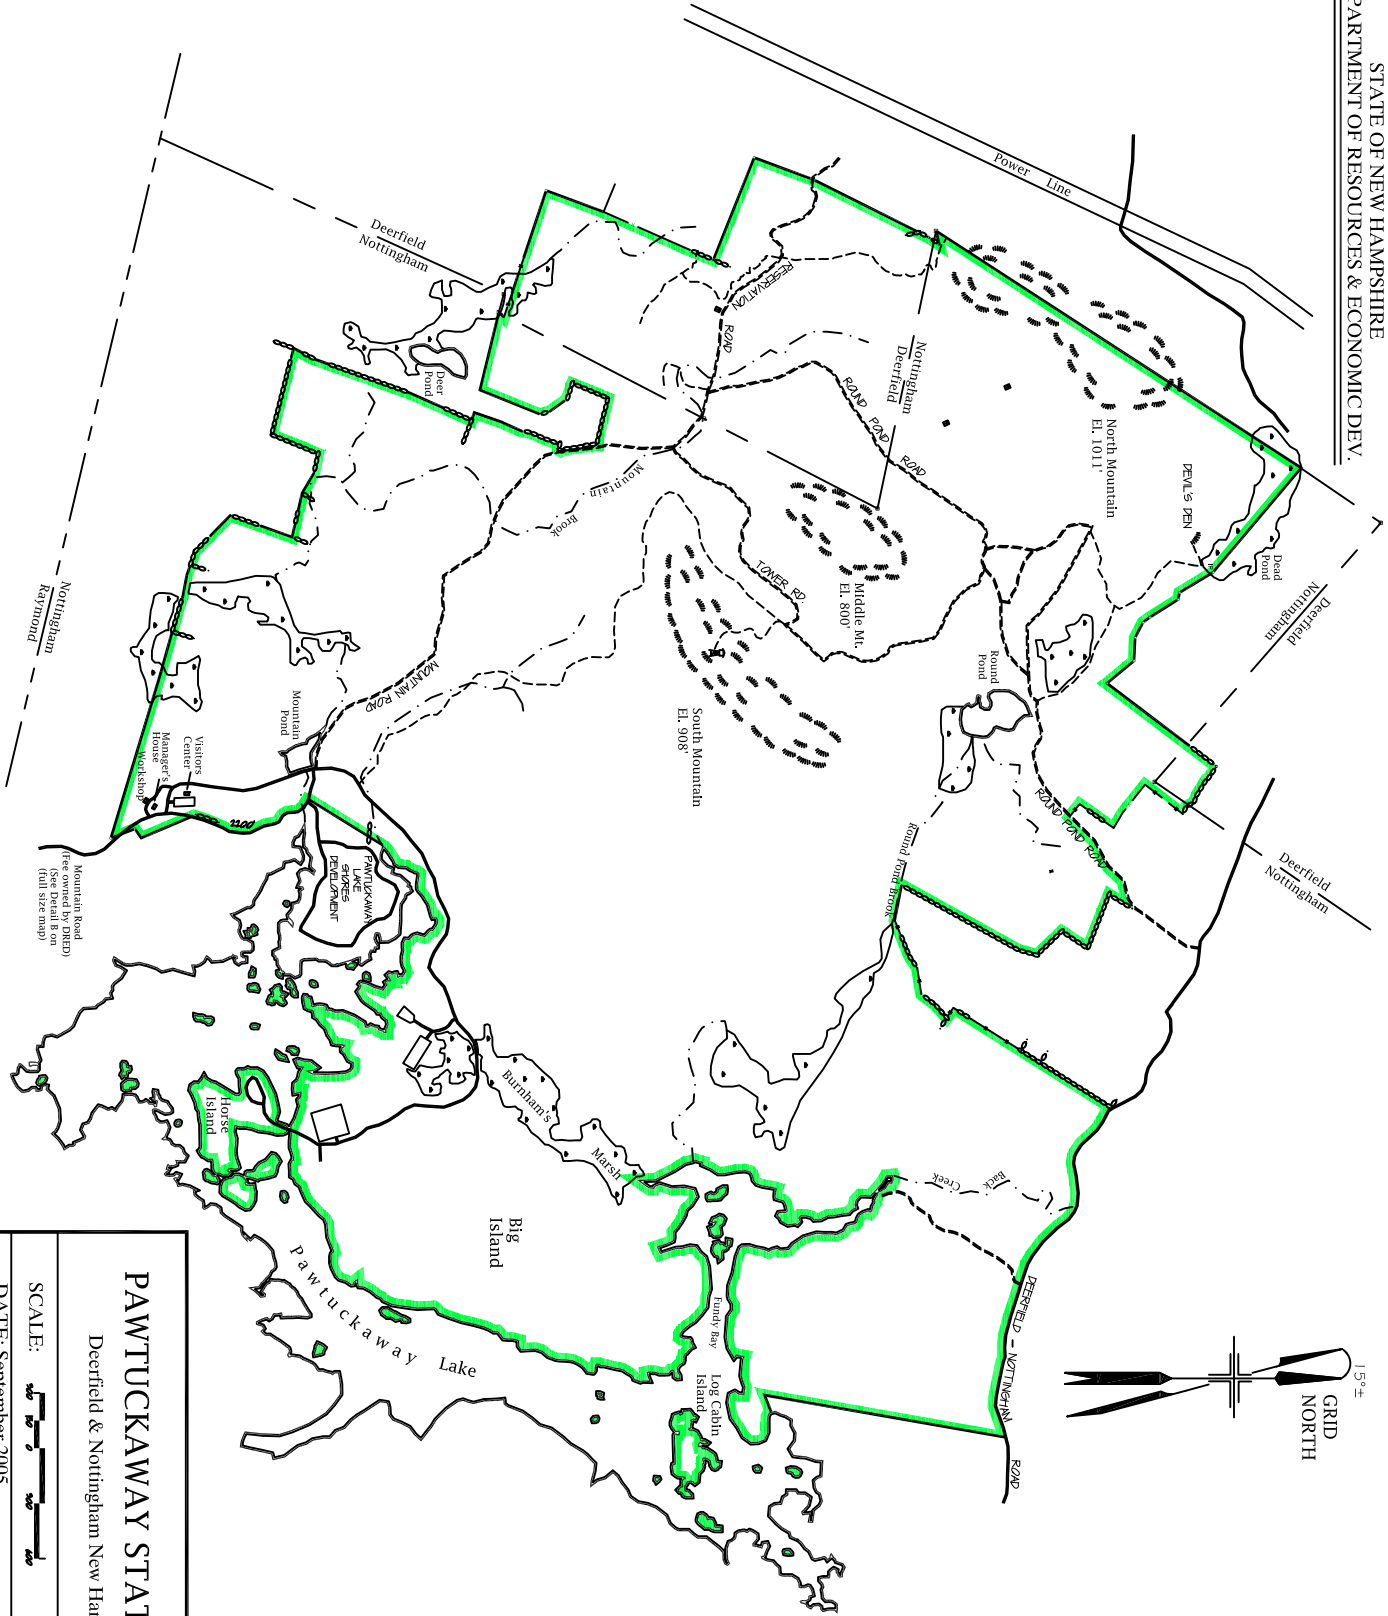 STATE OF NEW HAMPSHIRE
PARTMENT OF RESOURCES & ECONOMIC DEV.
Power Line
Deerfield
Nottingham
RESERVATION
ROAD
Nottingham
Deerfield
ROUND POND ROAD
North Mountain
El. 1011'
DEVIL'S DEN
Dead
Pond
Deerfield
Nottingham
Deer
Pond
Mountain
Brook
Middle Mt.
El. 800'
TOWER RD.
Round
Pond
South Mountain
El. 908'
MOUNTAIN ROAD
Mountain
Pond
Nottingham
Raymond
Visitors
Center
Manager's
House
Workshop
2200
ROUND POND ROAD
Round Pond Brook
Deerfield
Nottingham
Mountain Road
(Fee owned by DRED)
(See Detail B on
(full size map)
PAWTUCKAWAY
LAKE
SHORES
DEVELOPMENT
Burnham's
Marsh
Horse
Island
Big
Island
Back
Creek
Pawtuckaway Lake
Fundy Bay
Log Cabin
Island
DEERFIELD - NOTTINGHAM
ROAD
15°±
GRID
NORTH
PAWTUCKAWAY STAT
Deerfield & Nottingham New Ha
SCALE:
0
DATE: September 2005